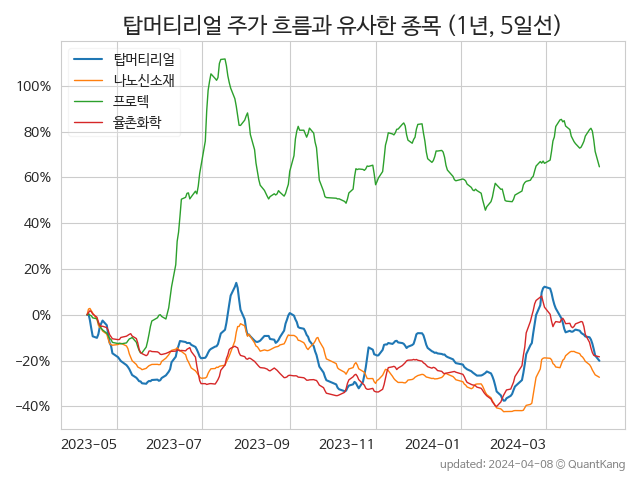 탑머티리얼 주가 흐름과 유사한 종목 (1년, 5일선)
탑머티리얼
나노신소재
프로텍
율촌화학
100%
80%
60%
40%
20%
0%
−20%
−40%
2023-05 2023-07 2023-09 2023-11 2024-01 2024-03
updated: 2024-04-08 © QuantKang